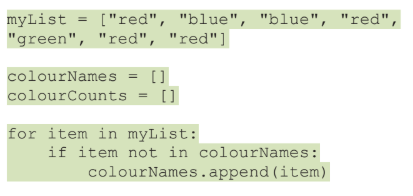 myList = ["red", "blue", "blue", "red",
"green", "red", "red"]
colourNames = []
colourCounts = []
for item in myList:
    if item not in colourNames:
        colourNames.append(item)